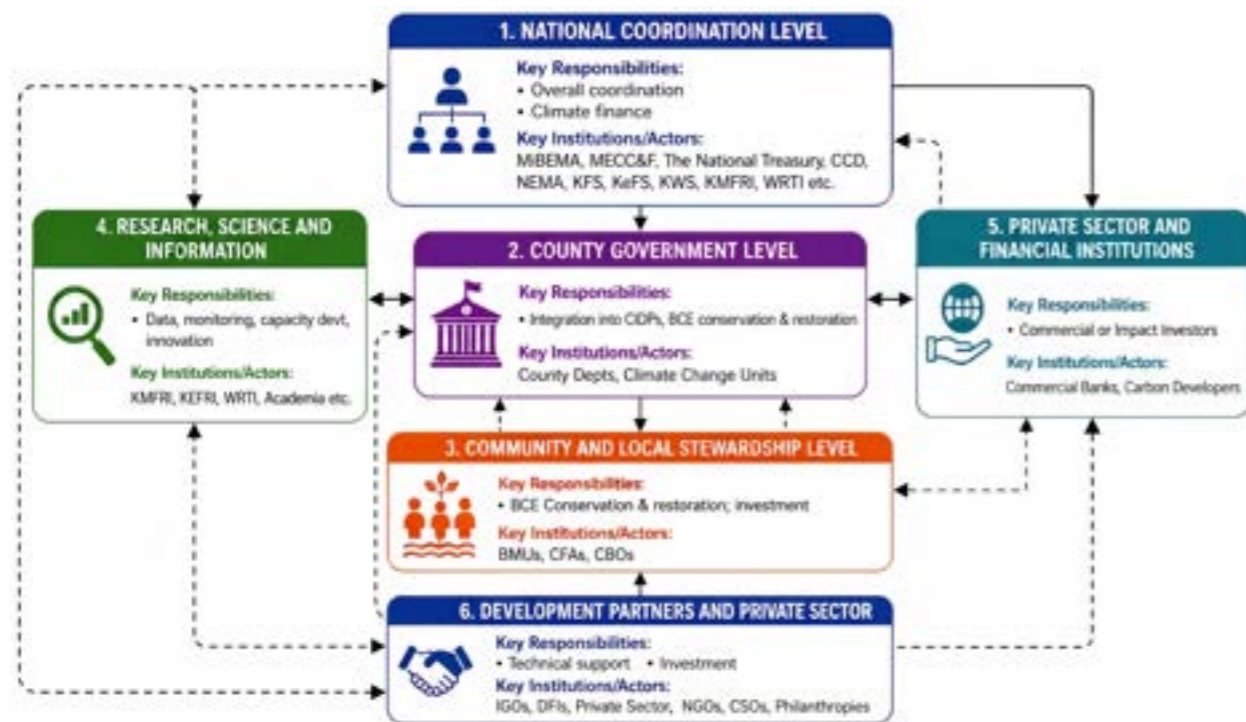 1. NATIONAL COORDINATION LEVEL
Key Responsibilities:
• Overall coordination
• Climate finance
Key Institutions/Actors:
MiBEMA, MECC&F, The National Treasury, CCD,
NEMA, KFS, KeFS, KWS, KMFRI, WRTI etc.
4. RESEARCH, SCIENCE AND
INFORMATION
Key Responsibilities:
• Data, monitoring, capacity devt,
innovation
Key Institutions/Actors:
KMFRI, KEFRI, WRTI, Academia etc.
2. COUNTY GOVERNMENT LEVEL
Key Responsibilities:
• Integration into CIDPs, BCE conservation & restoration
Key Institutions/Actors:
County Depts, Climate Change Units
5. PRIVATE SECTOR AND
FINANCIAL INSTITUTIONS
Key Responsibilities:
• Commercial or Impact Investors
Key Institutions/Actors:
Commercial Banks, Carbon Developers
3. COMMUNITY AND LOCAL STEWARDSHIP LEVEL
Key Responsibilities:
• BCE Conservation & restoration; investment
Key Institutions/Actors:
BMUs, CFAs, CBOs
6. DEVELOPMENT PARTNERS AND PRIVATE SECTOR
Key Responsibilities:
• Technical support • Investment
Key Institutions/Actors:
IGOs, DFIs, Private Sector, NGOs, CSOs, Philanthropies